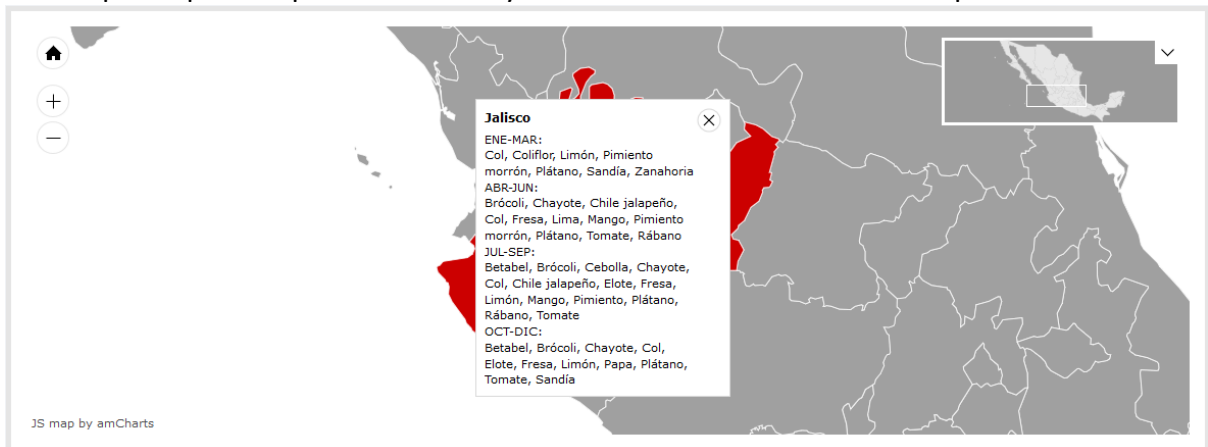 Jalisco
ENE-MAR:
Col, Coliflor, Limón, Pimiento
morrón, Plátano, Sandía, Zanahoria
ABR-JUN:
Brócoli, Chayote, Chile jalapeño,
Col, Fresa, Lima, Mango, Pimiento
morrón, Plátano, Tomate, Rábano
JUL-SEP:
Betabel, Brócoli, Cebolla, Chayote,
Col, Chile jalapeño, Elote, Fresa,
Limón, Mango, Pimiento, Plátano,
Rábano, Tomate
OCT-DIC:
Betabel, Brócoli, Chayote, Col,
Elote, Fresa, Limón, Papa, Plátano,
Tomate, Sandía
JS map by amCharts